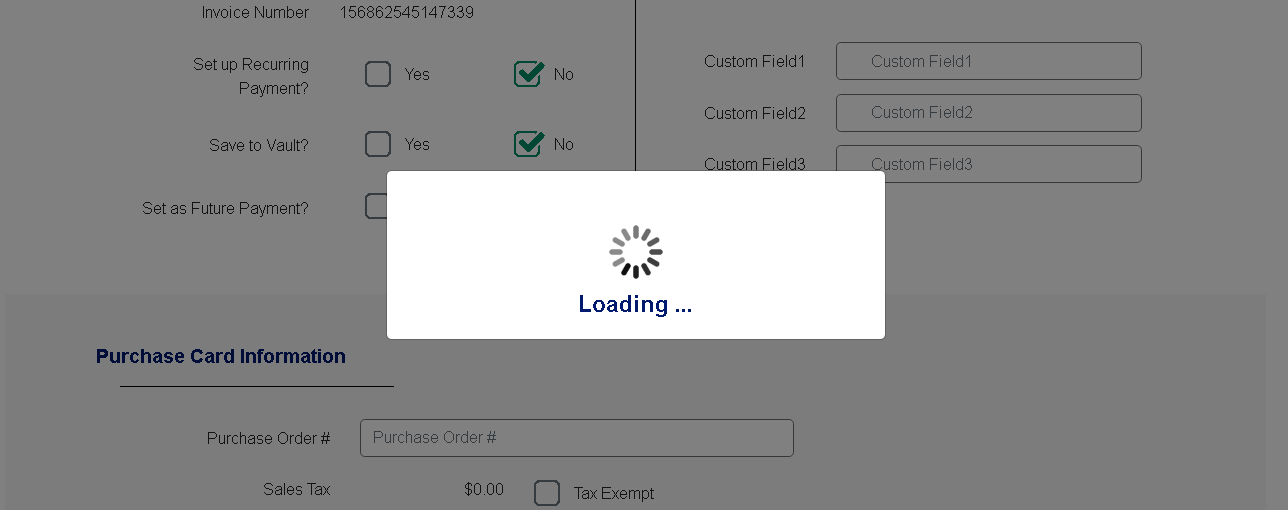 Invoice Number 156862545147339
Set up Recurring
Payment?
Yes No
Save to Vault? Yes No
Set as Future Payment?
Custom Field1 Custom Field1
Custom Field2 Custom Field2
Custom Field3 Custom Field3
Loading ...
Purchase Card Information
Purchase Order # Purchase Order #
Sales Tax $0.00 Tax Exempt